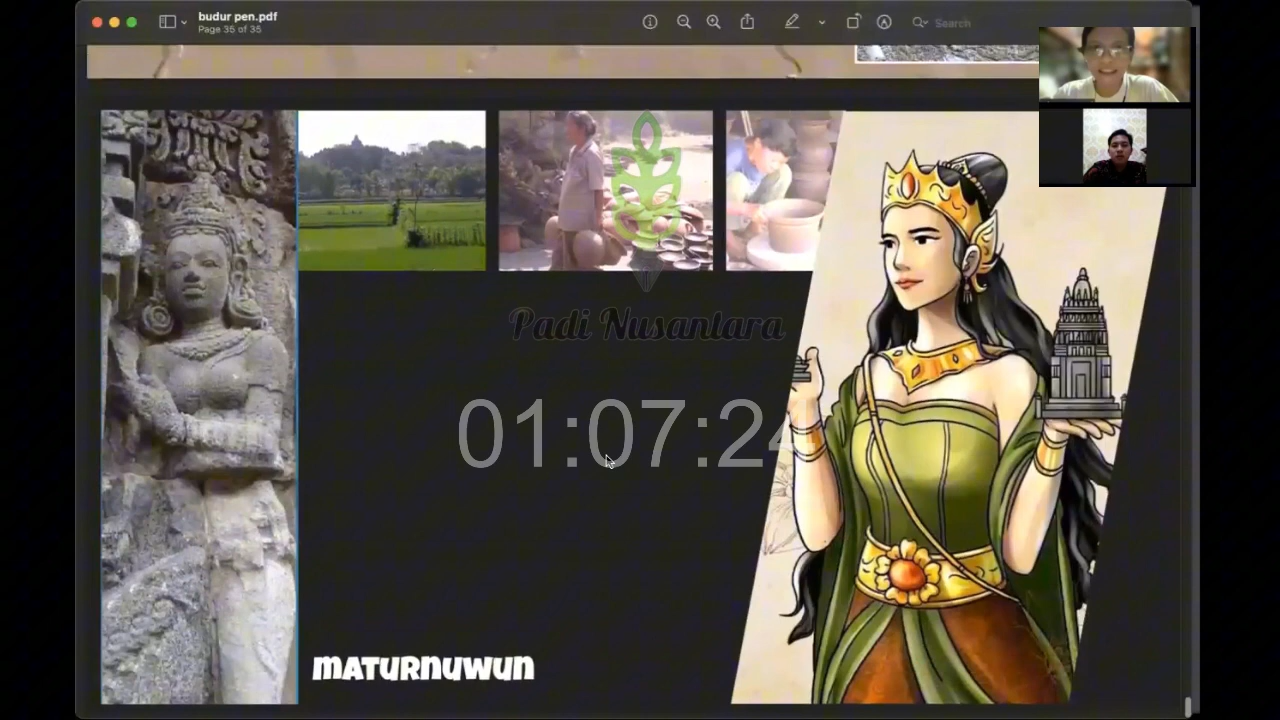 budur pen.pdf
Page 35 of 35
Search
Padi Nusantara
01:07:24
maturnuwun